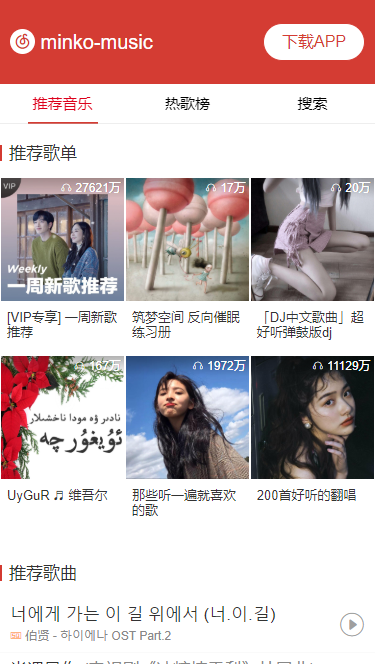 minko-music
下载APP
推荐音乐 热歌榜 搜索
推荐歌单
VIP 27621万 17万 20万
Weekly
一周新歌推荐
[VIP专享] 一周新歌推荐
筑梦空间 反向催眠练习册
「DJ中文歌曲」超好听弹鼓版dj
167万 1972万 11129万
UyGuR ♬ 维吾尔
那些听一遍就喜欢的歌
200首好听的翻唱
推荐歌曲
너에게 가는 이 길 위에서 (너.이.길)
伯贤 - 하이에나 OST Part.2